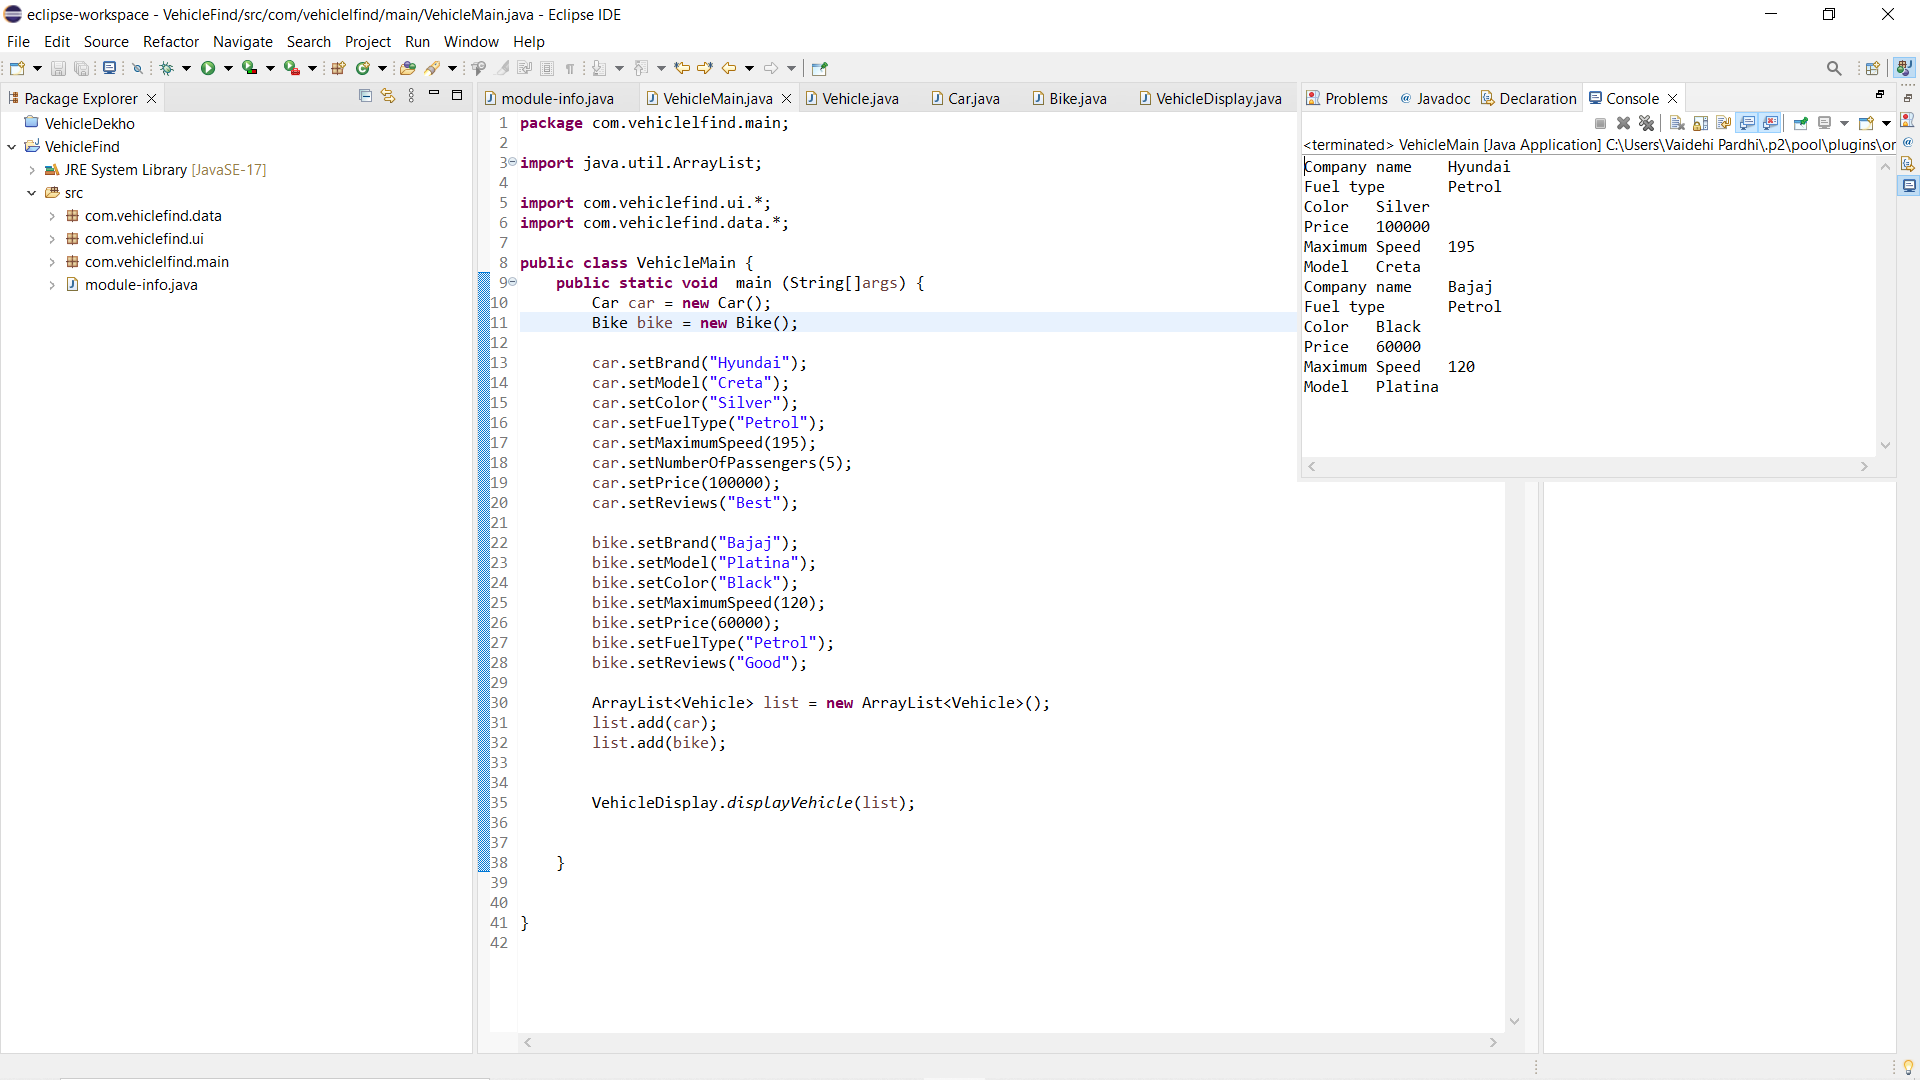 eclipse-workspace - VehicleFind/src/com/vehiclelfind/main/VehicleMain.java - Eclipse IDE
File Edit Source Refactor Navigate Search Project Run Window Help
Package Explorer
VehicleDekho
VehicleFind
JRE System Library [JavaSE-17]
src
com.vehiclefind.data
com.vehiclefind.ui
com.vehiclelfind.main
module-info.java
module-info.java VehicleMain.java Vehicle.java Car.java Bike.java VehicleDisplay.java
1 package com.vehiclelfind.main;
2
3 import java.util.ArrayList;
4
5 import com.vehiclefind.ui.*;
6 import com.vehiclefind.data.*;
7
8 public class VehicleMain {
9 public static void  main (String[]args) {
10 Car car = new Car();
11 Bike bike = new Bike();
12
13 car.setBrand("Hyundai");
14 car.setModel("Creta");
15 car.setColor("Silver");
16 car.setFuelType("Petrol");
17 car.setMaximumSpeed(195);
18 car.setNumberOfPassengers(5);
19 car.setPrice(100000);
20 car.setReviews("Best");
21
22 bike.setBrand("Bajaj");
23 bike.setModel("Platina");
24 bike.setColor("Black");
25 bike.setMaximumSpeed(120);
26 bike.setPrice(60000);
27 bike.setFuelType("Petrol");
28 bike.setReviews("Good");
29
30 ArrayList<Vehicle> list = new ArrayList<Vehicle>();
31 list.add(car);
32 list.add(bike);
33
34
35 VehicleDisplay.displayVehicle(list);
36
37
38 }
39
40
41 }
42
Problems Javadoc Declaration Console
<terminated> VehicleMain [Java Application] C:\Users\Vaidehi Pardhi\.p2\pool\plugins\or
Company name Hyundai
Fuel type Petrol
Color Silver
Price 100000
Maximum Speed 195
Model Creta
Company name Bajaj
Fuel type Petrol
Color Black
Price 60000
Maximum Speed 120
Model Platina